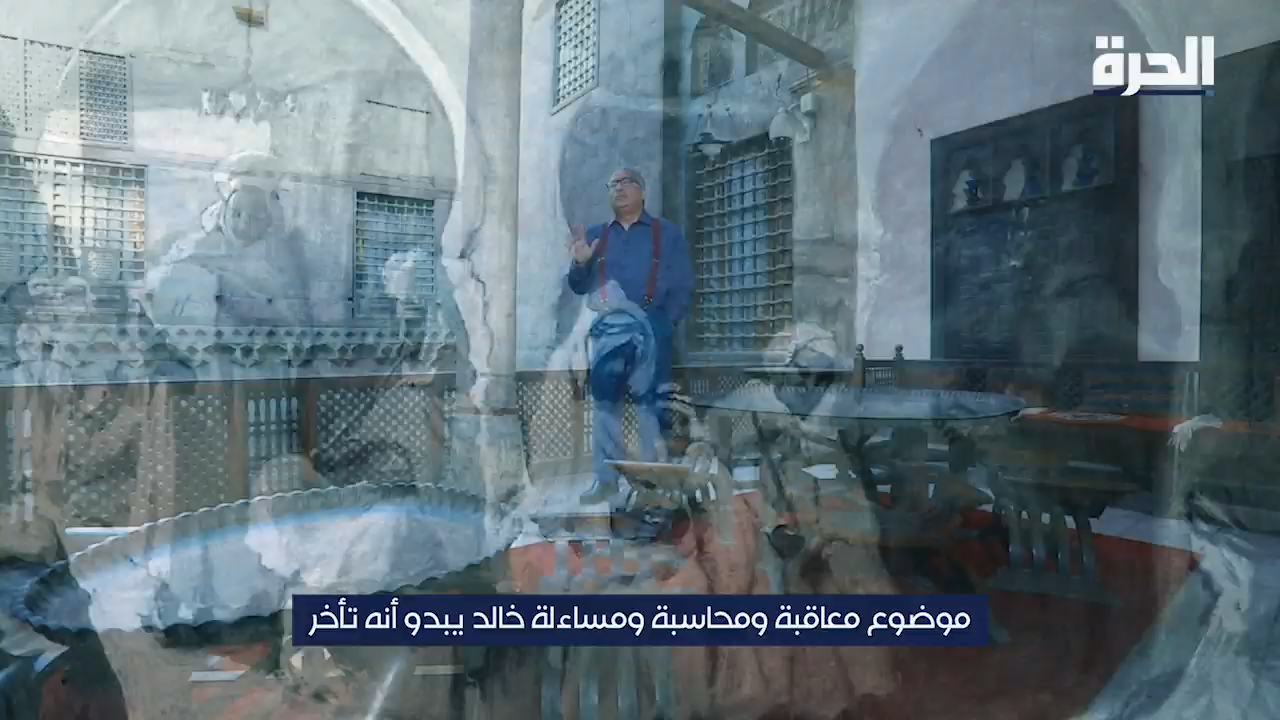 الحرة
موضوع معاقبة ومحاسبة ومساءلة خالد يبدو أنه تأخر